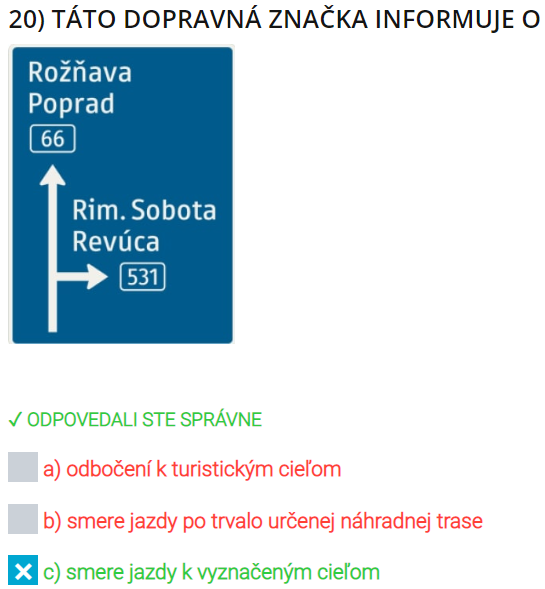 20) TÁTO DOPRAVNÁ ZNAČKA INFORMUJE O
Rožňava
Poprad
66
Rim. Sobota
Revúca
531
✓ ODPOVEDALI STE SPRÁVNE
a) odbočení k turistickým cieľom
b) smere jazdy po trvalo určenej náhradnej trase
c) smere jazdy k vyznačeným cieľom